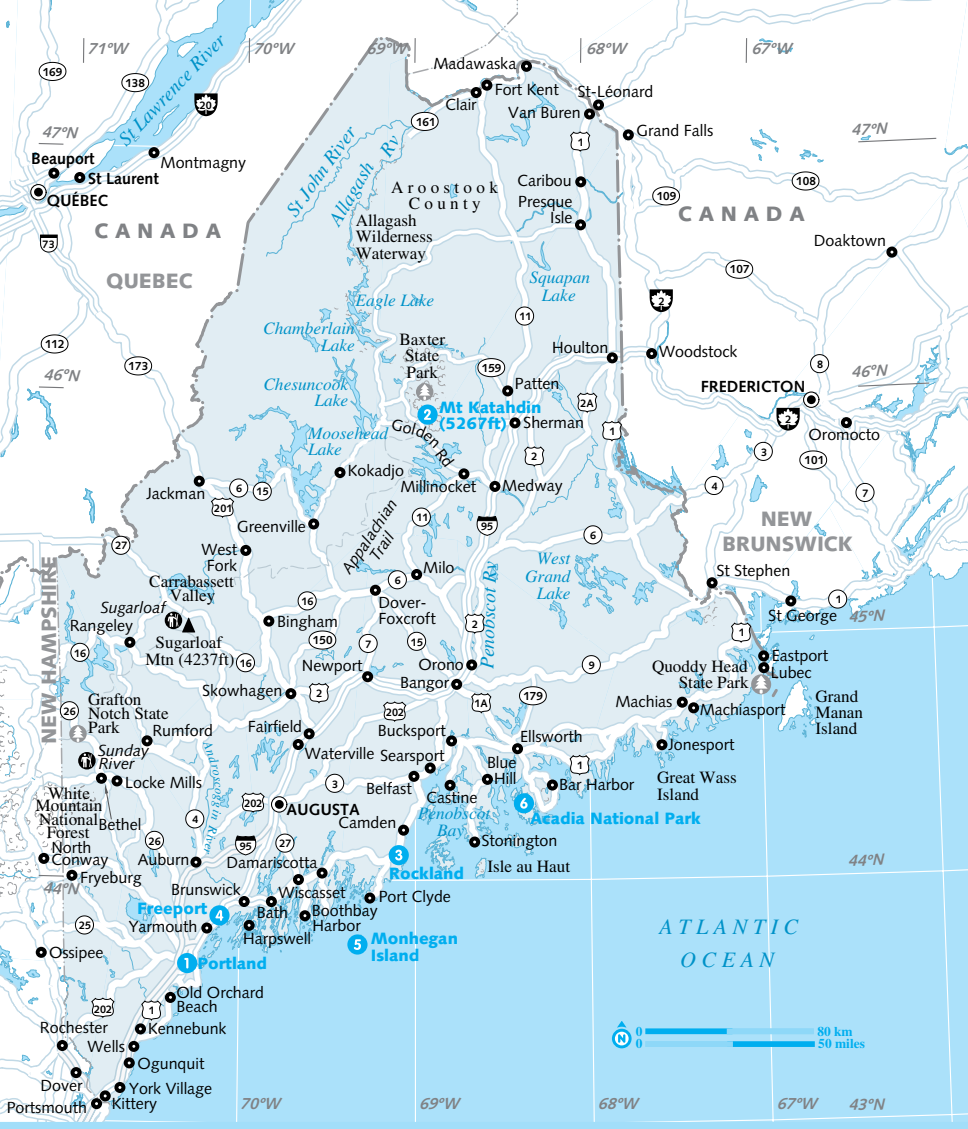 71°W
70°W
69°W
68°W
67°W
169
138
20
St Lawrence River
Madawaska
Fort Kent
Clair
St-Léonard
Van Buren
161
1
Grand Falls
47°N
47°N
Beauport
Montmagny
St Laurent
QUÉBEC
St John River
Allagash Rv
Aroostook
County
Caribou
Presque
Isle
109
108
CANADA
CANADA
73
Allagash
Wilderness
Waterway
Doaktown
QUEBEC
107
Squapan
Lake
Eagle Lake
2
11
Chamberlain
Lake
Baxter
State
Park
112
173
159
Houlton
Woodstock
8
46°N
46°N
Chesuncook
Lake
Patten
FREDERICTON
2
Mt Katahdin
(5267ft)
2A
2
Sherman
Oromocto
Golden Rd
1
Moosehead
Lake
2
3
101
Kokadjo
Millinocket
Medway
Jackman
6
15
4
7
201
Greenville
11
95
NEW
BRUNSWICK
Appalachian
Trail
6
27
West
Fork
West
Grand
Lake
Milo
St Stephen
Carrabassett
Valley
6
Penobscot Rv
NEW HAMPSHIRE
Dover-
Foxcroft
16
St George
1
45°N
Sugarloaf
Rangeley
Bingham
2
1
Sugarloaf
Mtn (4237ft)
150
7
15
16
16
Newport
Orono
9
Eastport
Lubec
Quoddy Head
State Park
Bangor
Skowhagen
2
179
1A
Grafton
Notch State
Park
26
202
Machias
Machiasport
Grand
Manan
Island
Rumford
Fairfield
Bucksport
Ellsworth
Sunday
River
Waterville
Jonesport
Androscoggin River
Searsport
Blue
Hill
1
Locke Mills
3
Belfast
Bar Harbor
Great Wass
Island
White
Mountain
National
Forest
North
Conway
Bethel
202
AUGUSTA
Castine
6
Acadia National Park
Penobscot
Bay
4
Camden
26
95
27
Stonington
Auburn
Damariscotta
3
Rockland
Isle au Haut
44°N
Fryeburg
44°N
Brunswick
Wiscasset
Port Clyde
Freeport
4
Bath
Boothbay
Harbor
25
Yarmouth
Harpswell
5
Monhegan
Island
ATLANTIC
OCEAN
Ossipee
1
Portland
Old Orchard
Beach
202
1
Rochester
Kennebunk
N
0
80 km
0
50 miles
Wells
Ogunquit
Dover
York Village
Portsmouth
Kittery
70°W
69°W
68°W
67°W
43°N